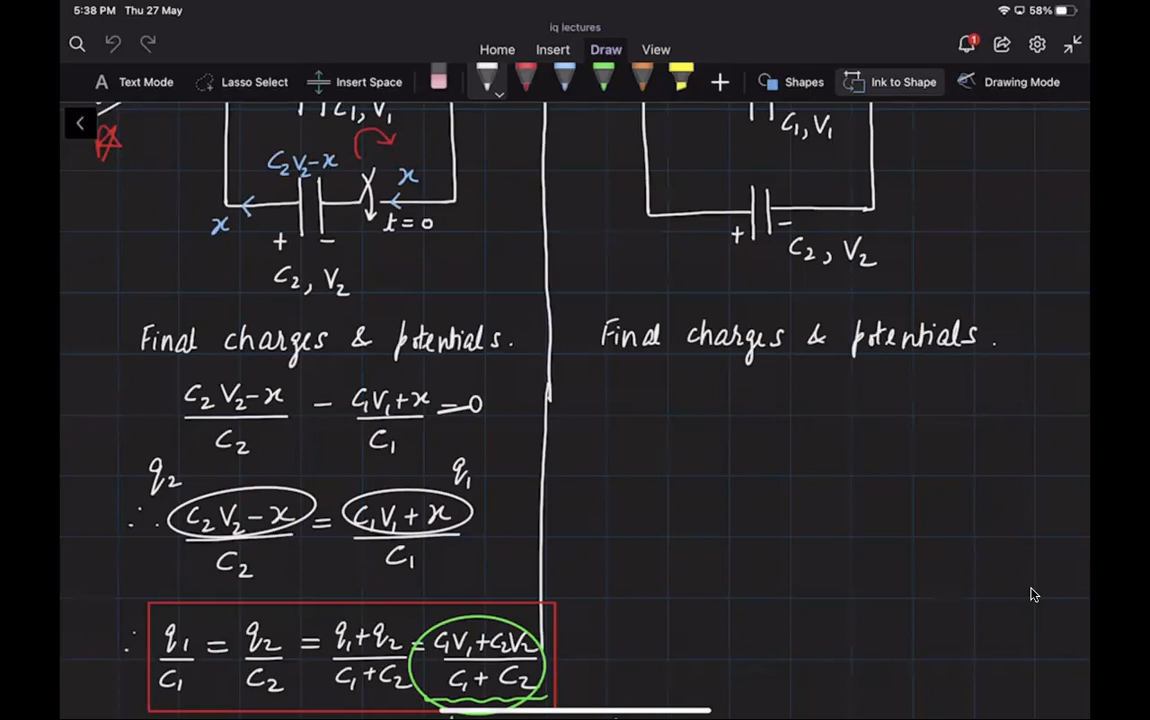 5:38 PM Thu 27 May
58%
iq lectures
Home Insert Draw View
1
Text Mode Lasso Select Insert Space Shapes Ink to Shape Drawing Mode
C₁, V₁
C₁, V₁
C₂V₂-x
x
x
t = 0
+ -
C₂, V₂
+ -
C₂, V₂
Final charges & potentials.
Final charges & potentials.
(C₂V₂-x)/C₂ - (C₁V₁+x)/C₁ = 0
q₂ q₁
∴ (C₂V₂-x)/C₂ = (C₁V₁+x)/C₁
∴ q₁/C₁ = q₂/C₂ = (q₁+q₂)/(C₁+C₂) = (C₁V₁+C₂V₂)/(C₁+C₂)